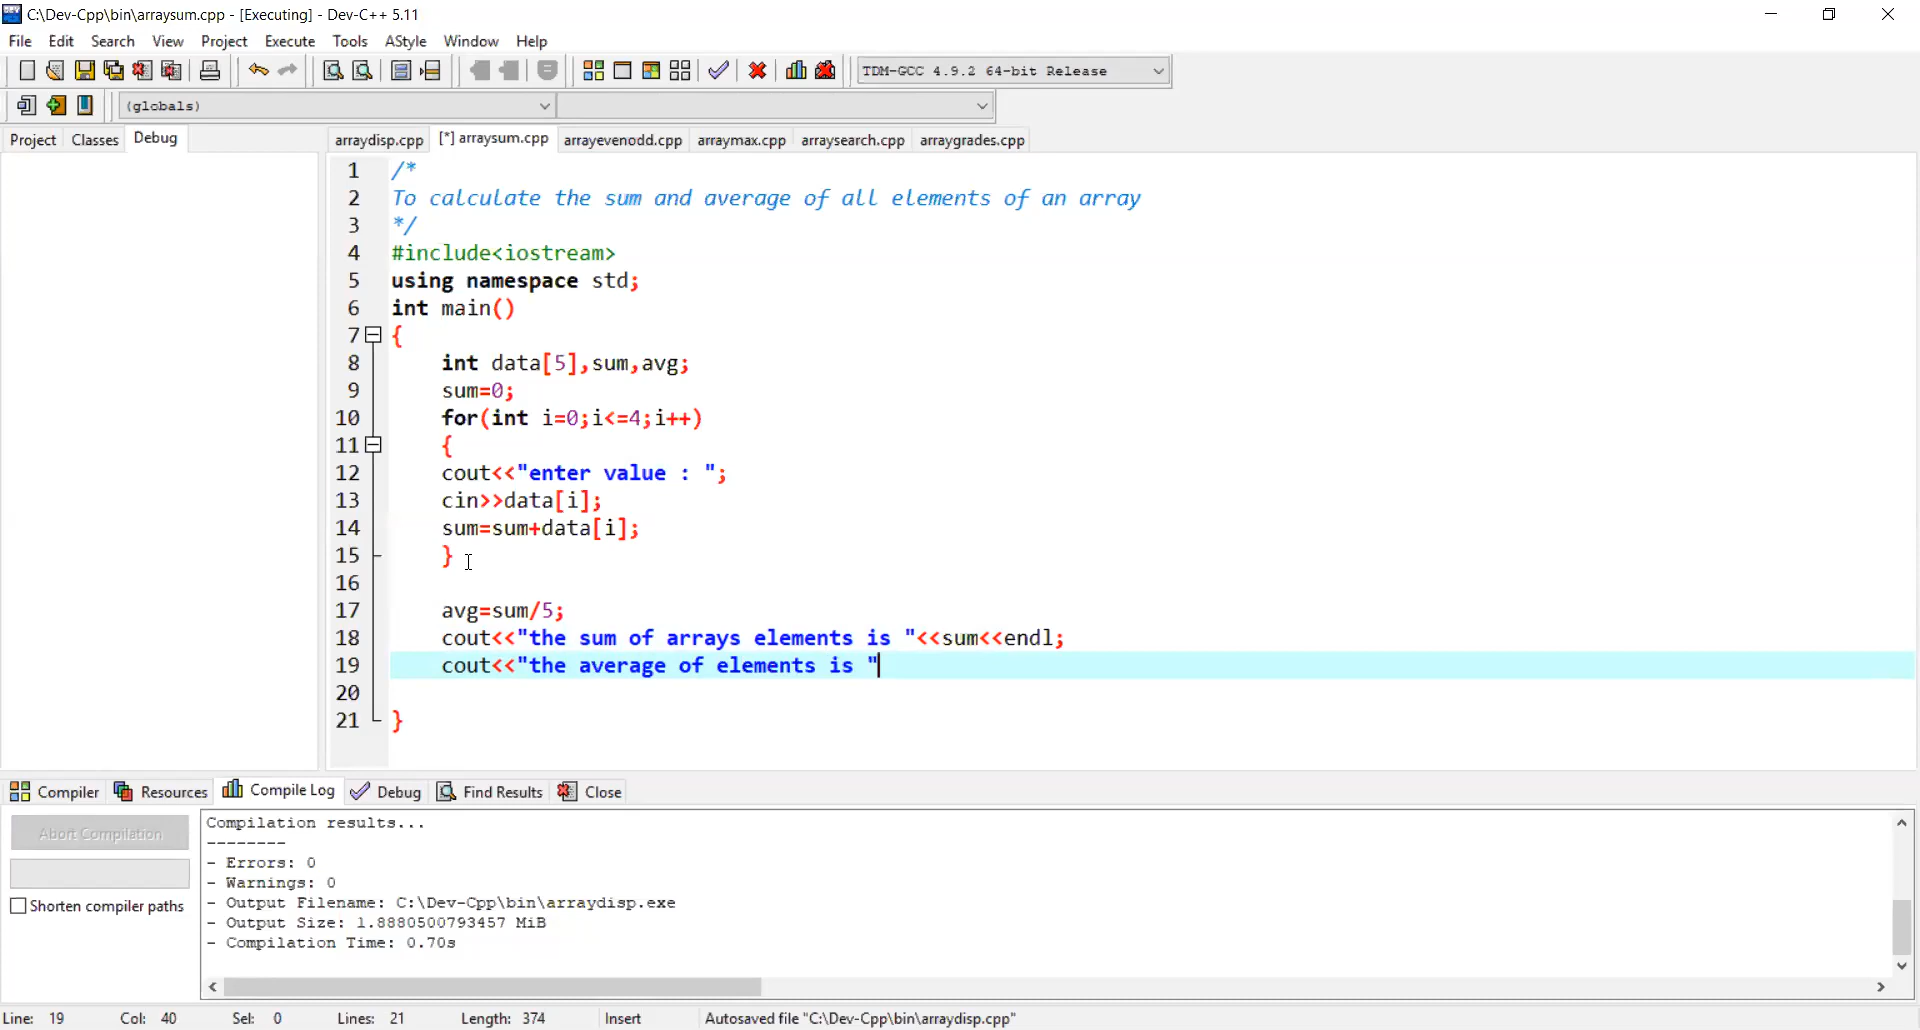 C:\Dev-Cpp\bin\arraysum.cpp - [Executing] - Dev-C++ 5.11
File Edit Search View Project Execute Tools AStyle Window Help
TDM-GCC 4.9.2 64-bit Release
(globals)
Project Classes Debug
arraydisp.cpp [*] arraysum.cpp arrayevenodd.cpp arraymax.cpp arraysearch.cpp arraygrades.cpp
1 /*
2 To calculate the sum and average of all elements of an array
3 */
4 #include<iostream>
5 using namespace std;
6 int main()
7 {
8 int data[5],sum,avg;
9 sum=0;
10 for(int i=0;i<=4;i++)
11 {
12 cout<<"enter value : ";
13 cin>>data[i];
14 sum=sum+data[i];
15 }
16
17 avg=sum/5;
18 cout<<"the sum of arrays elements is "<<sum<<endl;
19 cout<<"the average of elements is "
20
21 }
Compiler Resources Compile Log Debug Find Results Close
Abort Compilation
Shorten compiler paths
Compilation results...
--------
- Errors: 0
- Warnings: 0
- Output Filename: C:\Dev-Cpp\bin\arraydisp.exe
- Output Size: 1.8880500793457 MiB
- Compilation Time: 0.70s
Line: 19 Col: 40 Sel: 0 Lines: 21 Length: 374 Insert Autosaved file "C:\Dev-Cpp\bin\arraydisp.cpp"